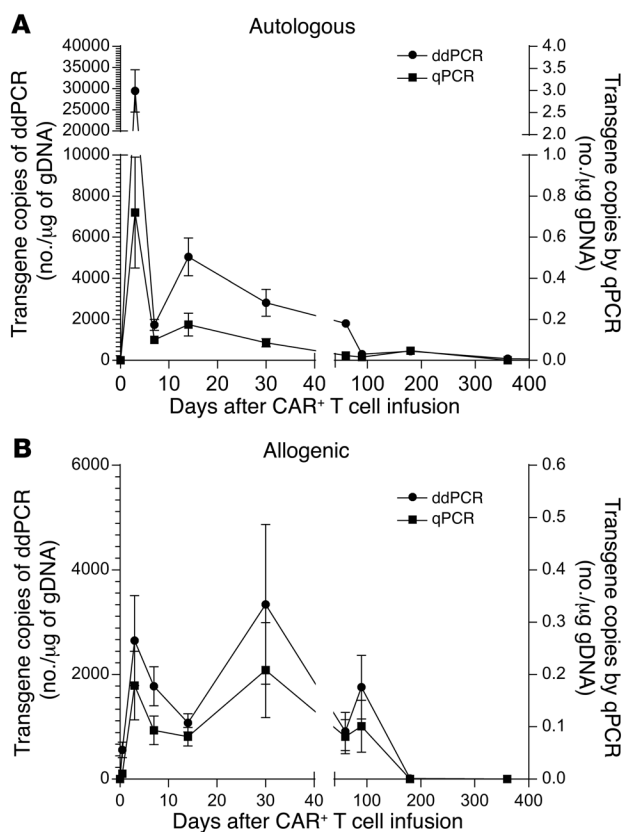 A
Autologous
Transgene copies of ddPCR
(no./μg of gDNA)
40000
35000
30000
25000
20000
10000
8000
6000
4000
2000
0
ddPCR
qPCR
4.0
3.5
3.0
2.5
2.0
1.0
0.8
0.6
0.4
0.2
0.0
Transgene copies by qPCR
(no./μg gDNA)
0 10 20 30 40 100 200 300 400
Days after CAR⁺ T cell infusion
B
Allogenic
Transgene copies of ddPCR
(no./μg of gDNA)
6000
4000
2000
0
ddPCR
qPCR
0.6
0.5
0.4
0.3
0.2
0.1
0.0
Transgene copies by qPCR
(no./μg gDNA)
0 10 20 30 40 100 200 300 400
Days after CAR⁺ T cell infusion